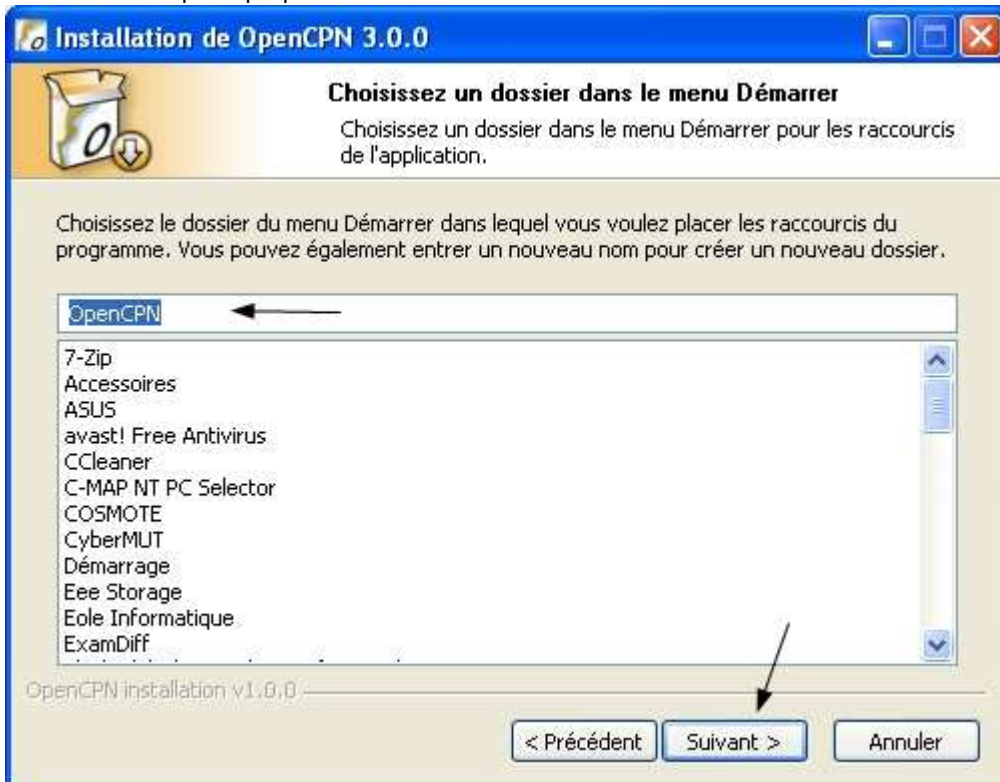 Installation de OpenCPN 3.0.0
Choisissez un dossier dans le menu Démarrer
Choisissez un dossier dans le menu Démarrer pour les raccourcis
de l'application.
Choisissez le dossier du menu Démarrer dans lequel vous voulez placer les raccourcis du
programme. Vous pouvez également entrer un nouveau nom pour créer un nouveau dossier.
OpenCPN
7-Zip
Accessoires
ASUS
avast! Free Antivirus
CCleaner
C-MAP NT PC Selector
COSMOTE
CyberMUT
Démarrage
Eee Storage
Eole Informatique
ExamDiff
OpenCPN installation v1.0.0
< Précédent Suivant > Annuler